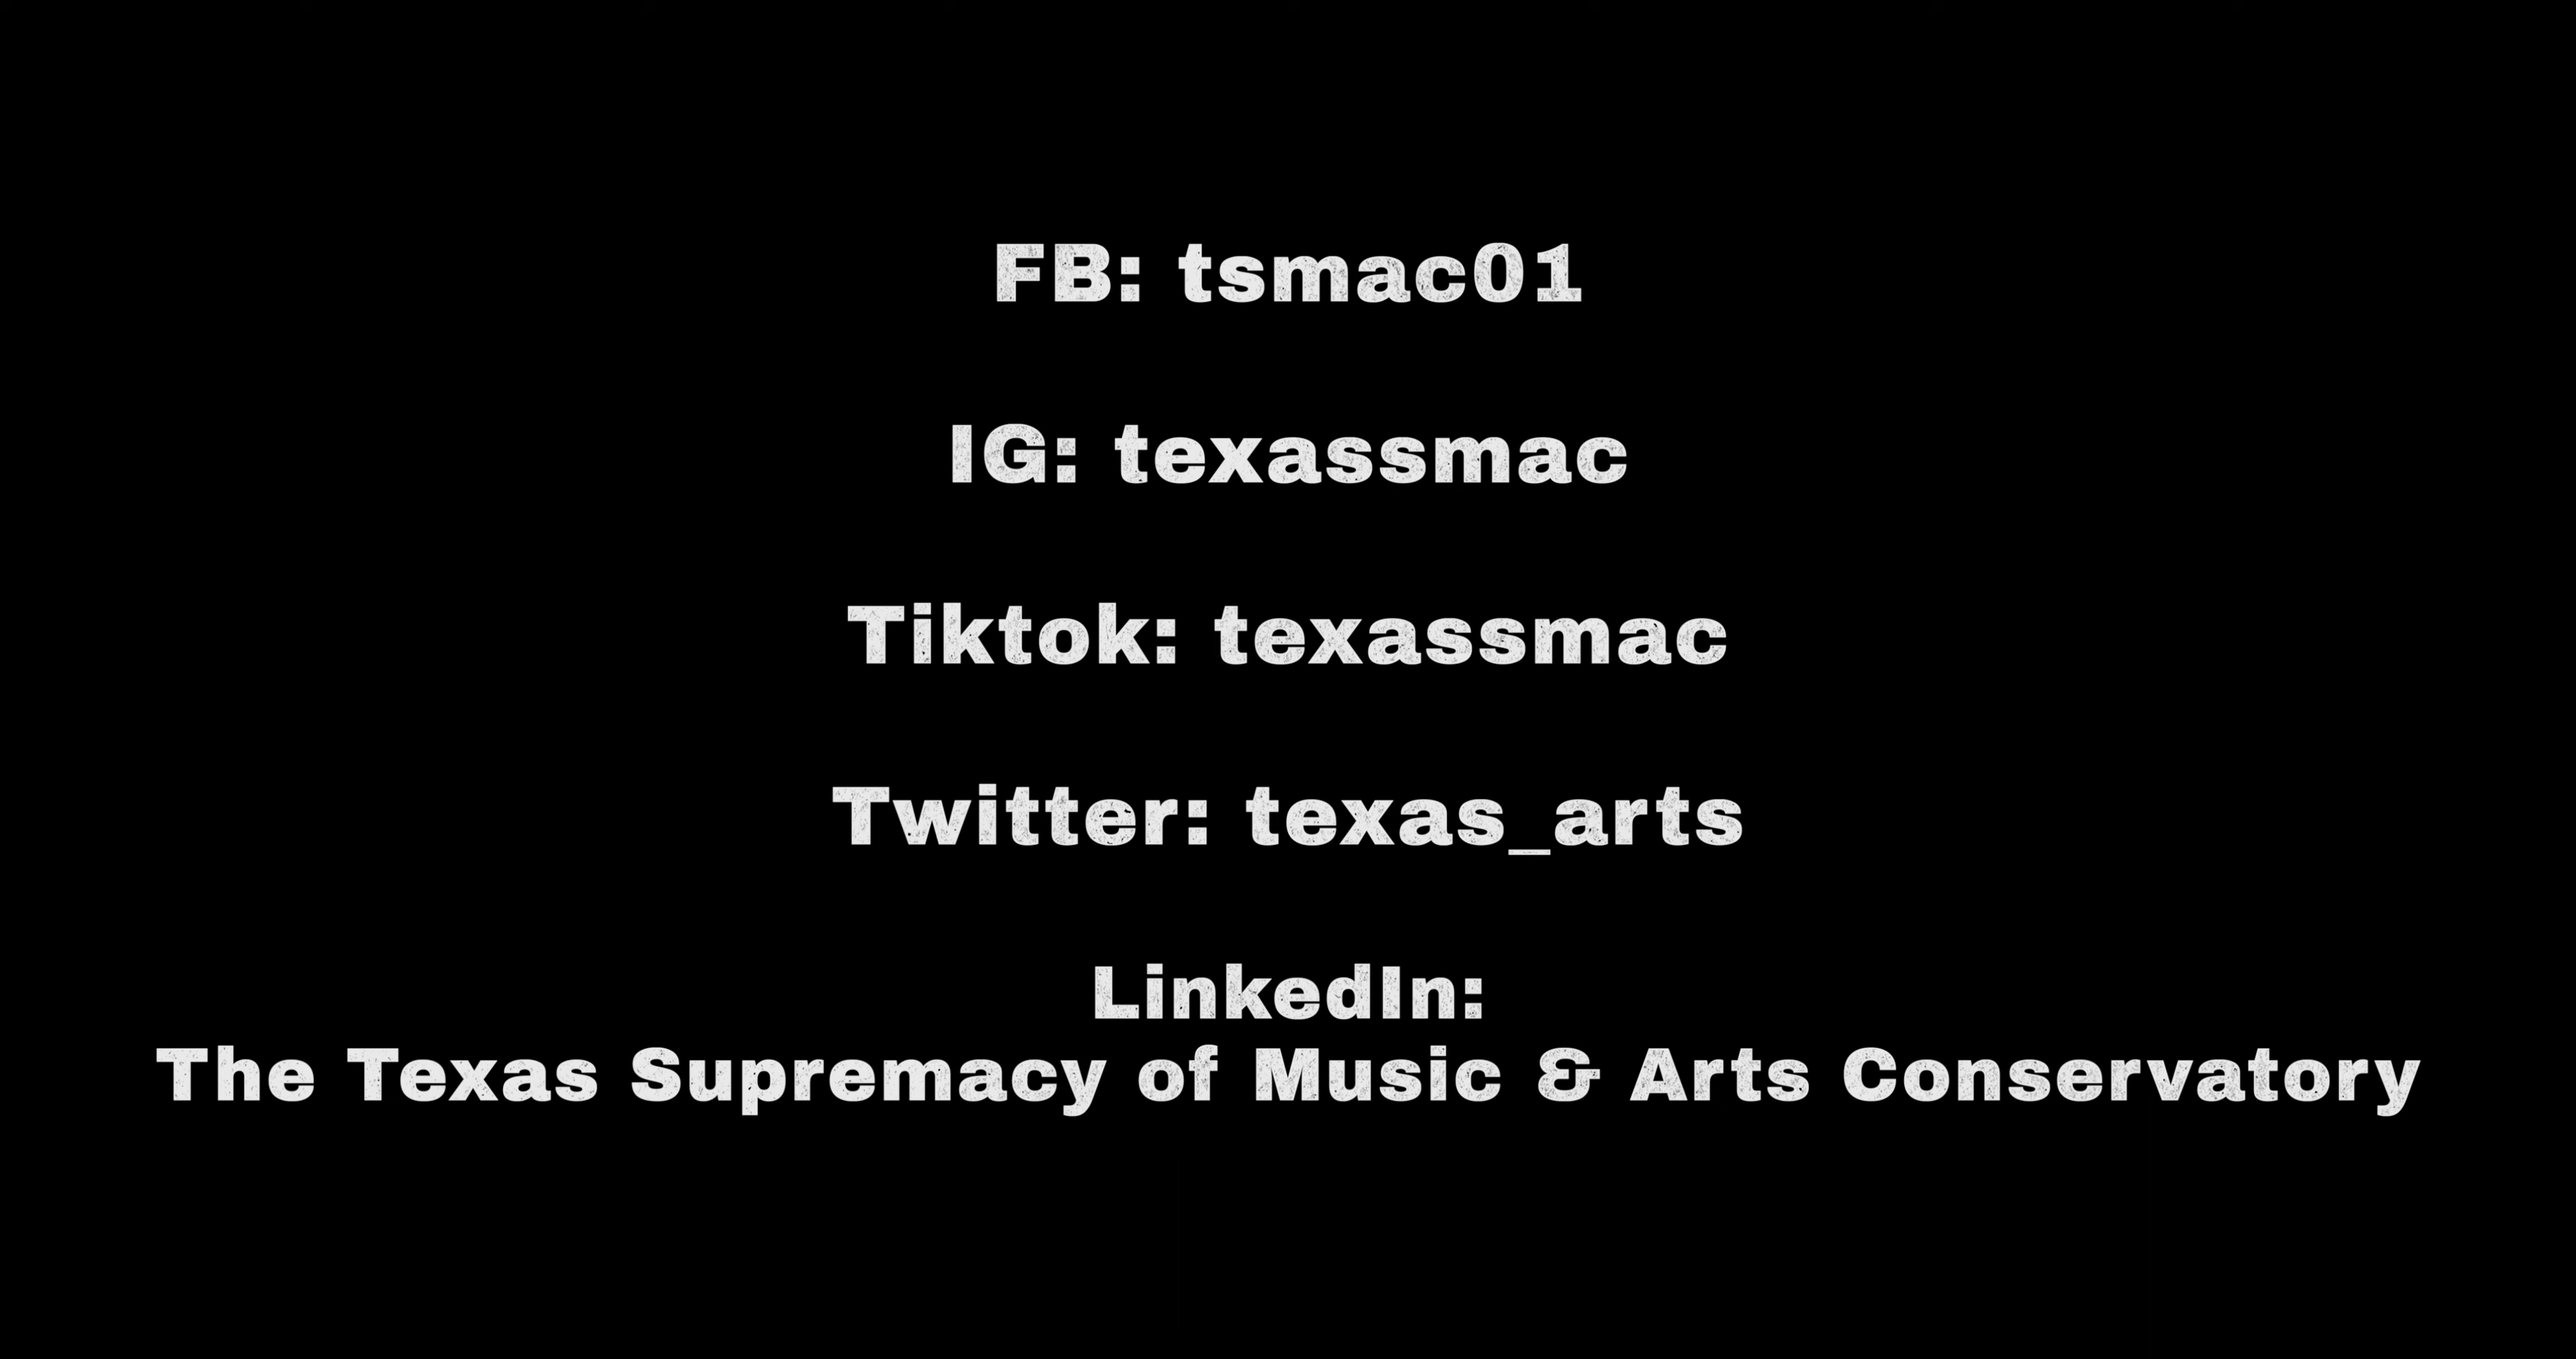 FB: tsmac01
IG: texassmac
Tiktok: texassmac
Twitter: texas_arts
LinkedIn:
The Texas Supremacy of Music & Arts Conservatory